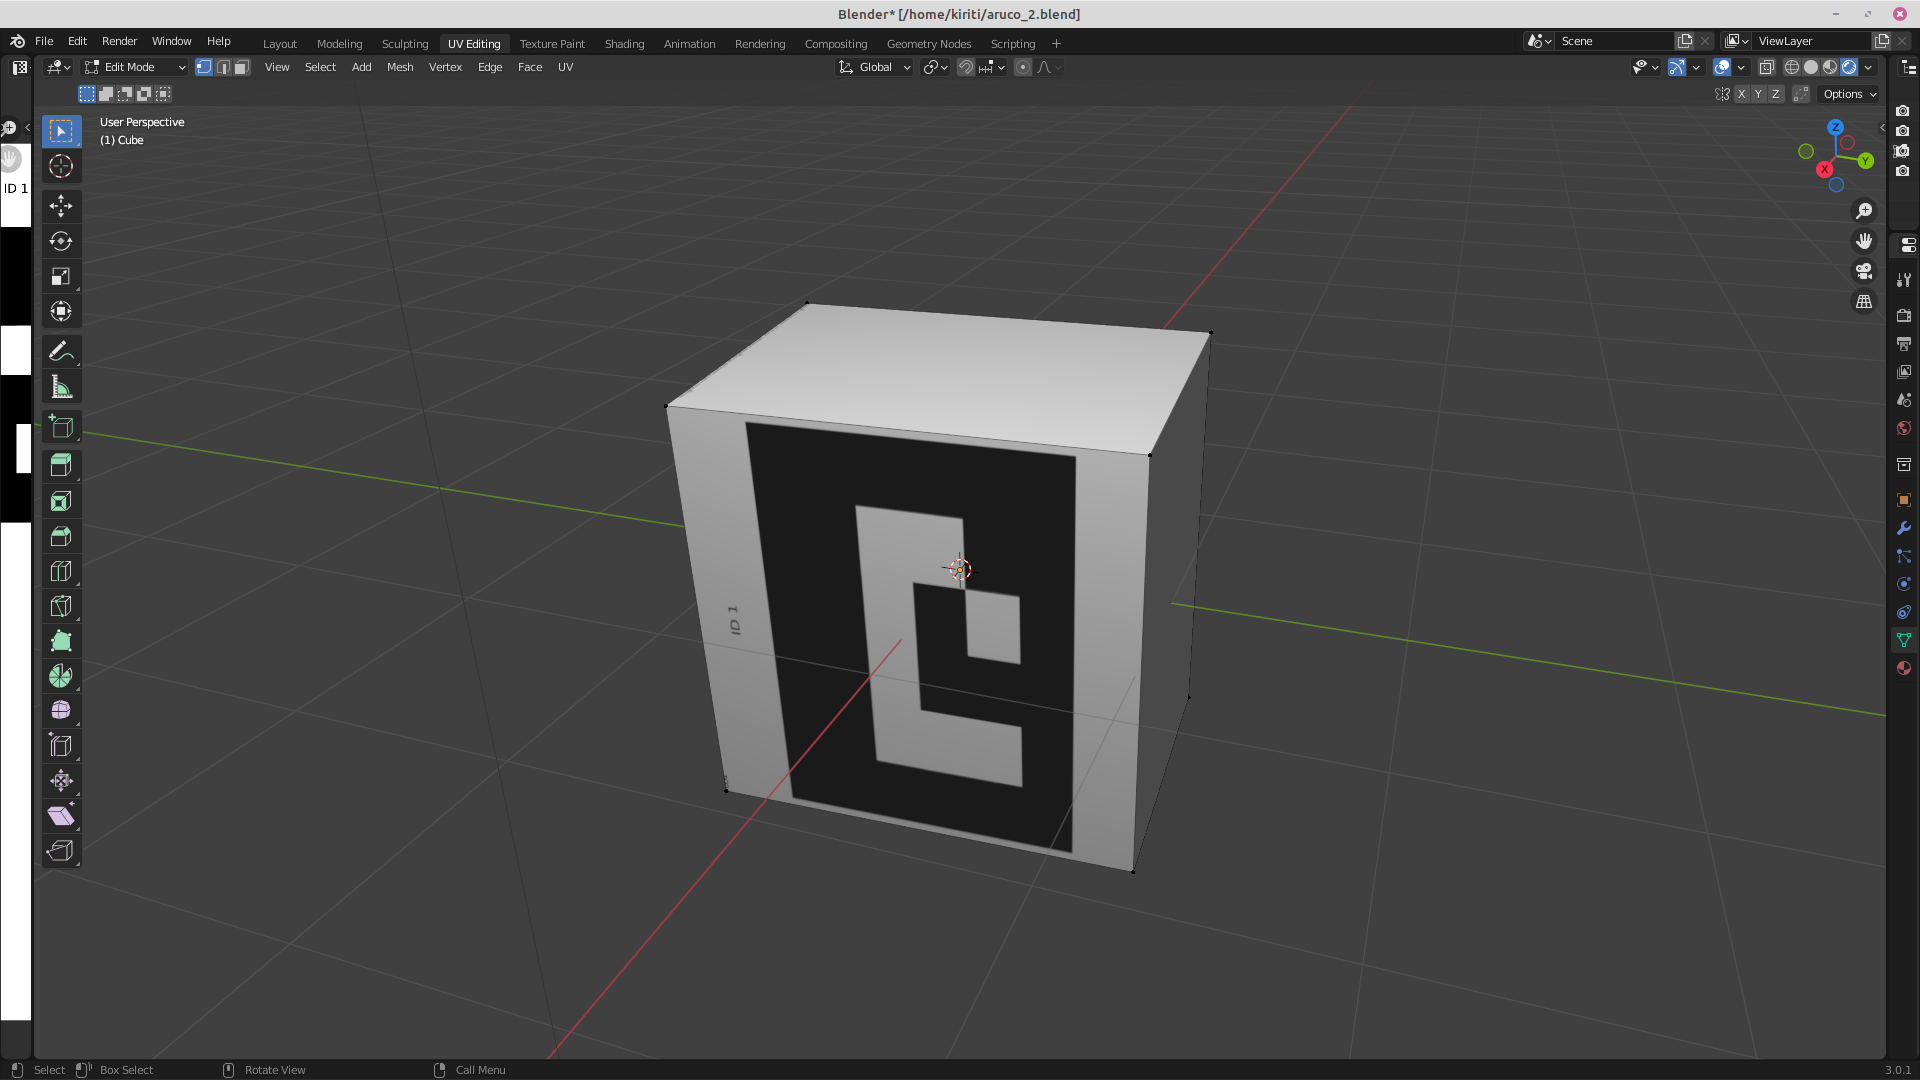 Blender* [/home/kiriti/aruco_2.blend]
File Edit Render Window Help Layout Modeling Sculpting UV Editing Texture Paint Shading Animation Rendering Compositing Geometry Nodes Scripting + Scene ViewLayer
Edit Mode View Select Add Mesh Vertex Edge Face UV Global
X Y Z Options
User Perspective
(1) Cube
Z
Y
X
ID 1
ID 1
Select Box Select Rotate View Call Menu 3.0.1